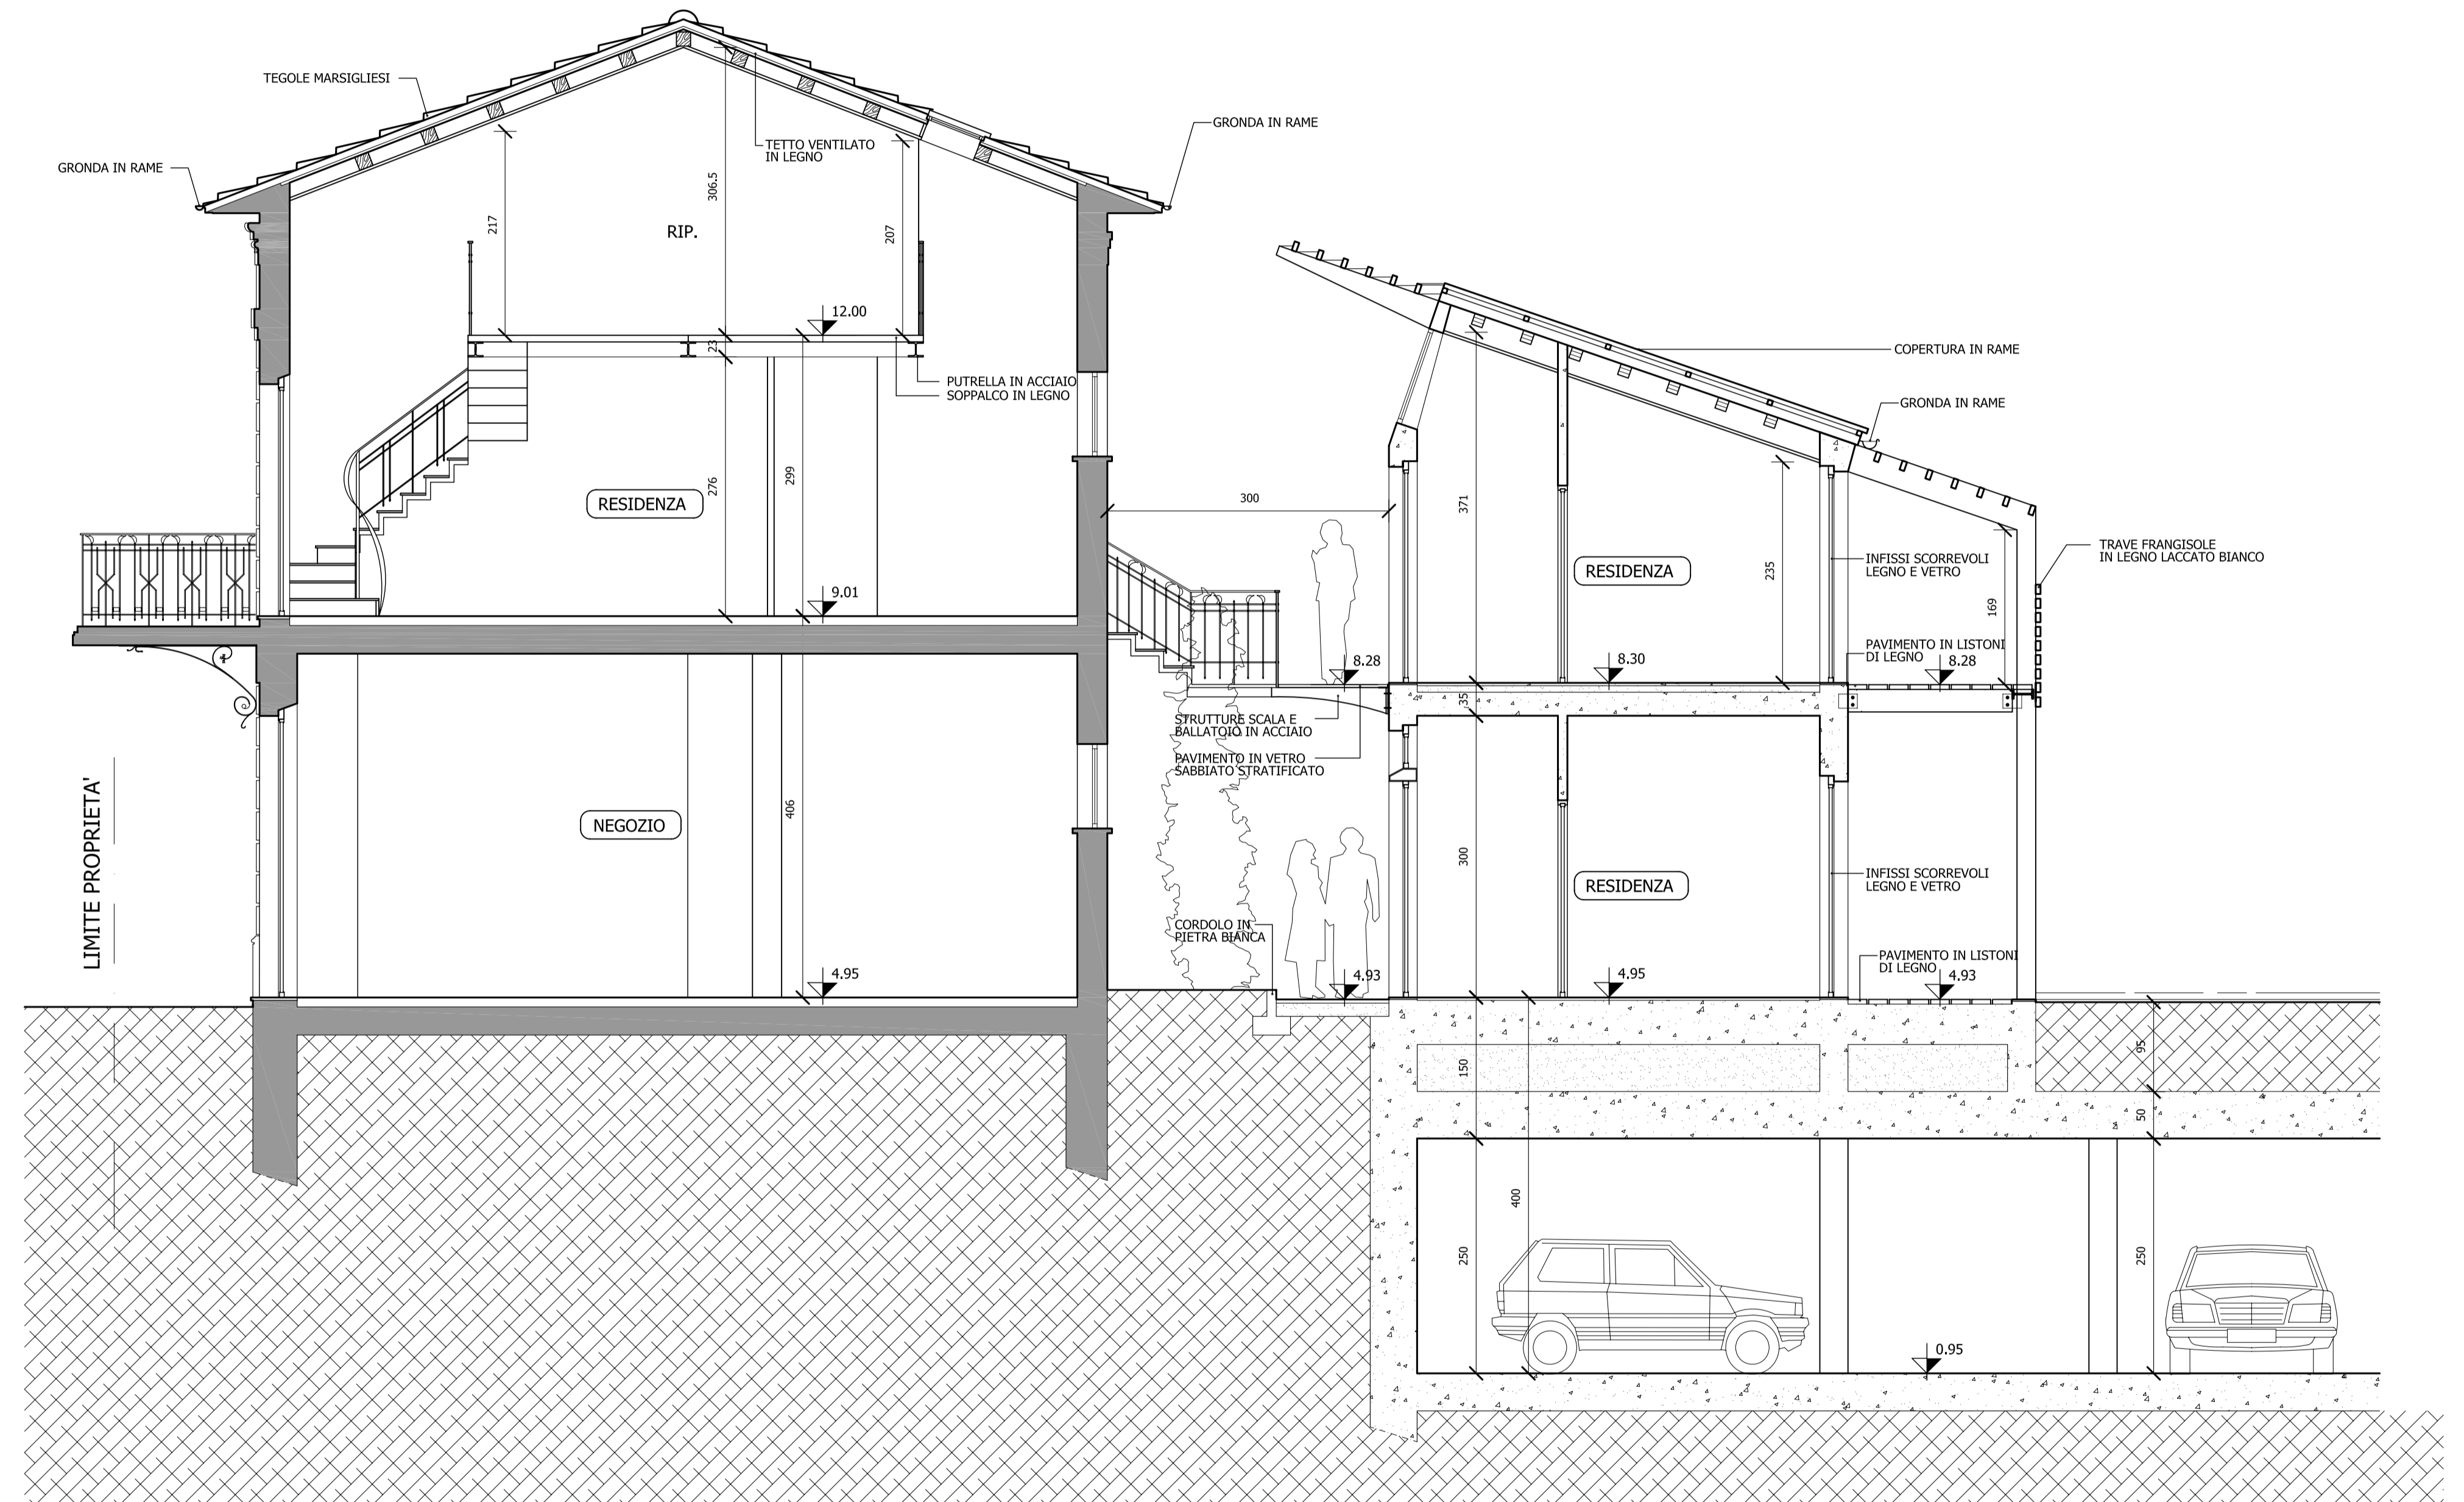 TEGOLE MARSIGLIESI
GRONDA IN RAME
GRONDA IN RAME
TETTO VENTILATO
IN LEGNO
217
306.5
RIP.
207
12.00
23
PUTRELLA IN ACCIAIO
SOPPALCO IN LEGNO
RESIDENZA
276
299
9.01
NEGOZIO
406
4.95
LIMITE PROPRIETA'
300
COPERTURA IN RAME
GRONDA IN RAME
371
RESIDENZA
235
INFISSI SCORREVOLI
LEGNO E VETRO
169
TRAVE FRANGISOLE
IN LEGNO LACCATO BIANCO
PAVIMENTO IN LISTONI
DI LEGNO
8.28
8.30
8.28
35
STRUTTURE SCALA E
BALLATOIO IN ACCIAIO
PAVIMENTO IN VETRO
SABBIATO STRATIFICATO
300
RESIDENZA
INFISSI SCORREVOLI
LEGNO E VETRO
CORDOLO IN
PIETRA BIANCA
PAVIMENTO IN LISTONI
DI LEGNO
4.93
4.95
4.93
150
95
50
400
250
250
0.95